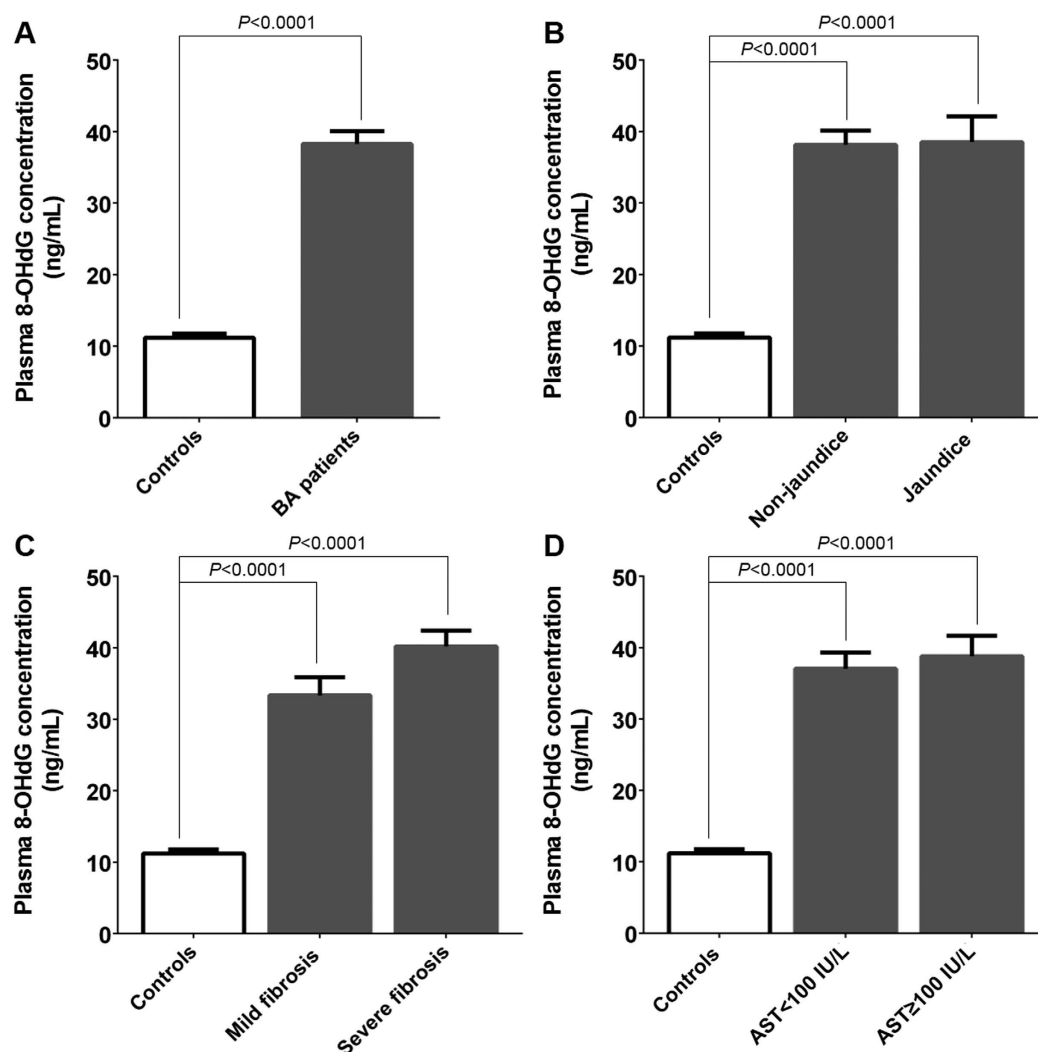 A
P<0.0001
Plasma 8-OHdG concentration
(ng/mL)
50
40
30
20
10
0
Controls
BA patients
B
P<0.0001
P<0.0001
Plasma 8-OHdG concentration
(ng/mL)
50
40
30
20
10
0
Controls
Non-jaundice
Jaundice
C
P<0.0001
P<0.0001
Plasma 8-OHdG concentration
(ng/mL)
50
40
30
20
10
0
Controls
Mild fibrosis
Severe fibrosis
D
P<0.0001
P<0.0001
Plasma 8-OHdG concentration
(ng/mL)
50
40
30
20
10
0
Controls
AST<100 IU/L
AST≥100 IU/L